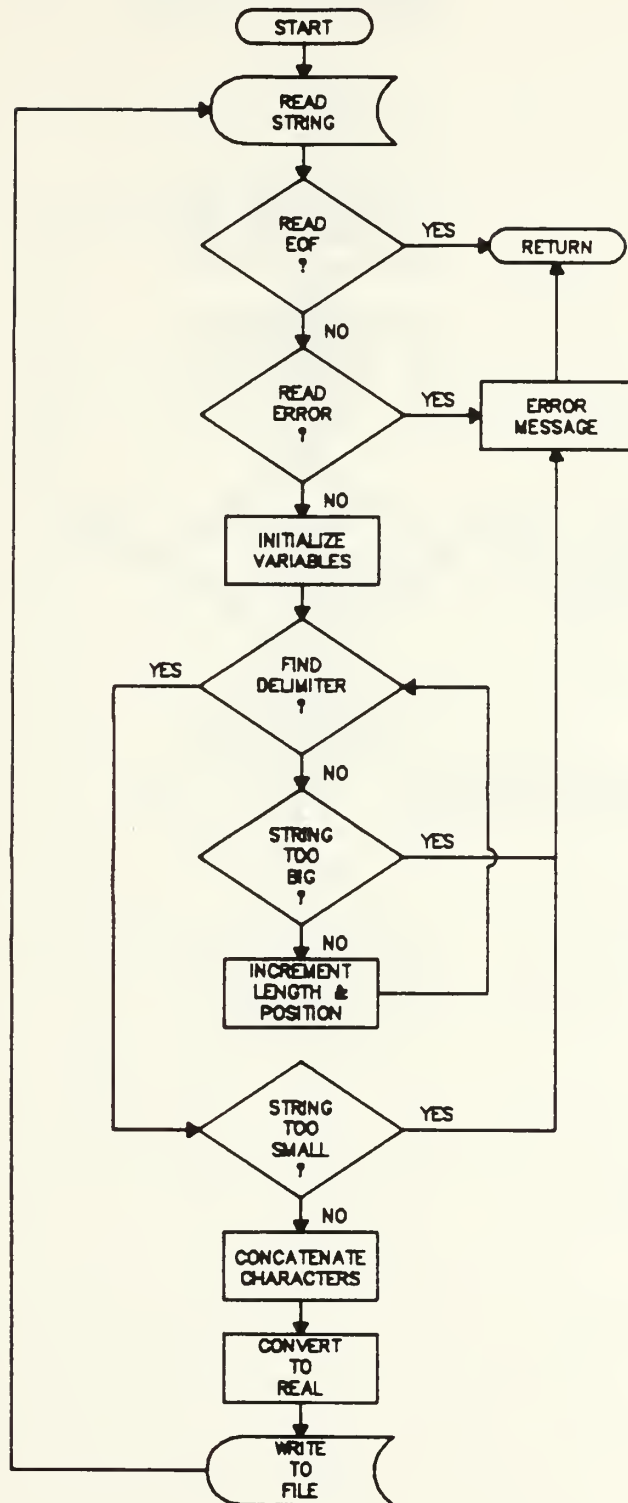 START
READ
STRING
READ
EOF
?
YES
RETURN
NO
READ
ERROR
?
YES
ERROR
MESSAGE
NO
INITIALIZE
VARIABLES
YES
FIND
DELIMITER
?
NO
STRING
TOO
BIG
?
YES
NO
INCREMENT
LENGTH &
POSITION
STRING
TOO
SMALL
?
YES
NO
CONCATENATE
CHARACTERS
CONVERT
TO
REAL
WRITE
TO
FILE